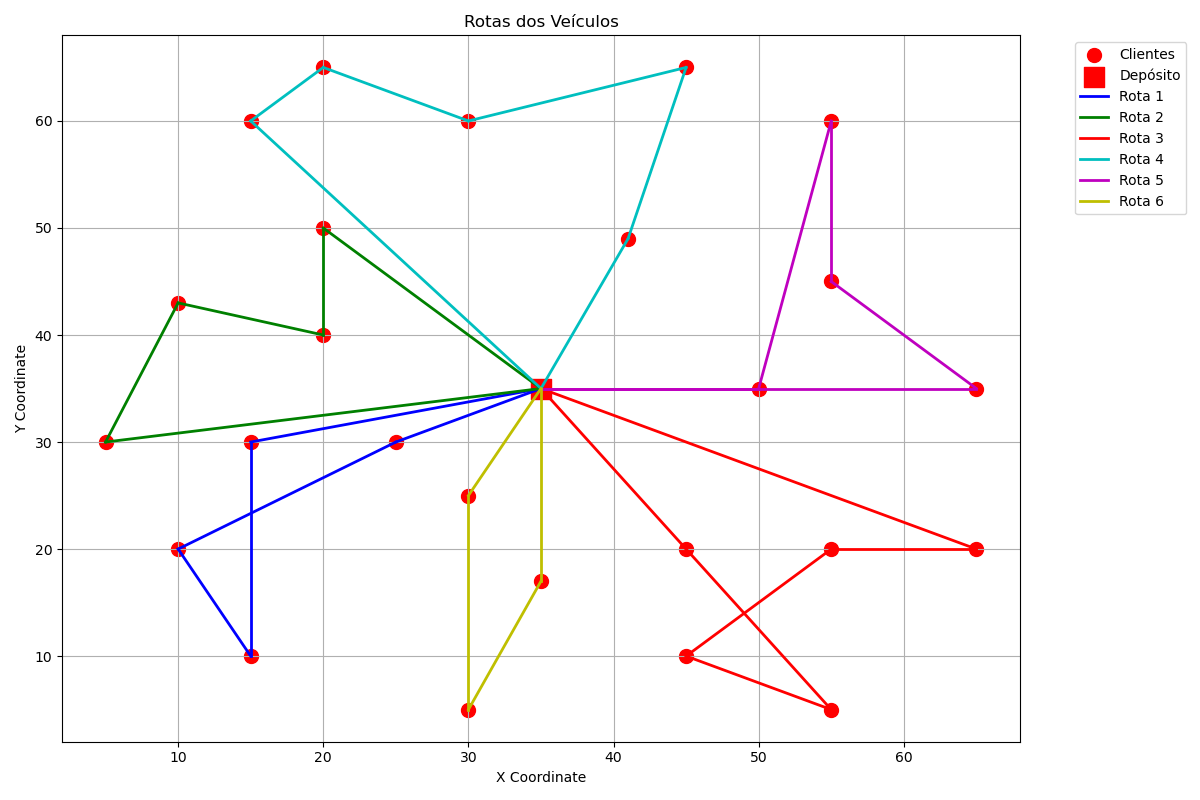 Rotas dos Veículos
Clientes
Depósito
Rota 1
Rota 2
Rota 3
Rota 4
Rota 5
Rota 6
Y Coordinate
60
50
40
30
20
10
10 20 30 40 50 60
X Coordinate